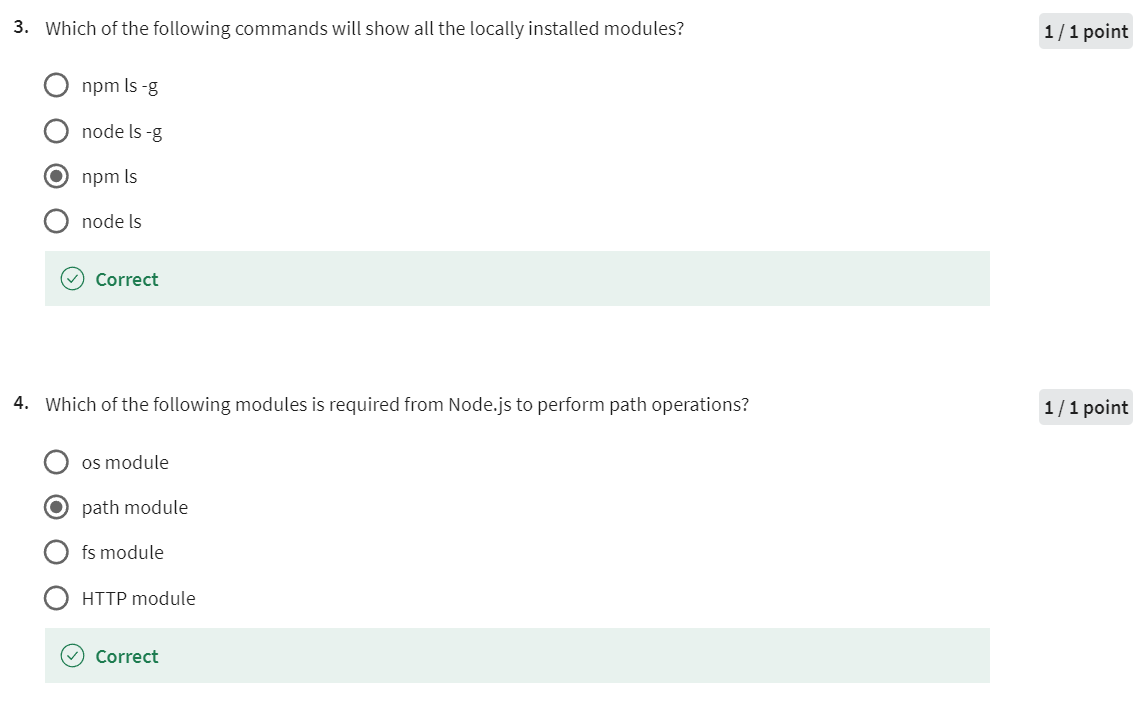 3. Which of the following commands will show all the locally installed modules?
1 / 1 point
npm ls -g
node ls -g
npm ls
node ls
Correct
4. Which of the following modules is required from Node.js to perform path operations?
1 / 1 point
os module
path module
fs module
HTTP module
Correct